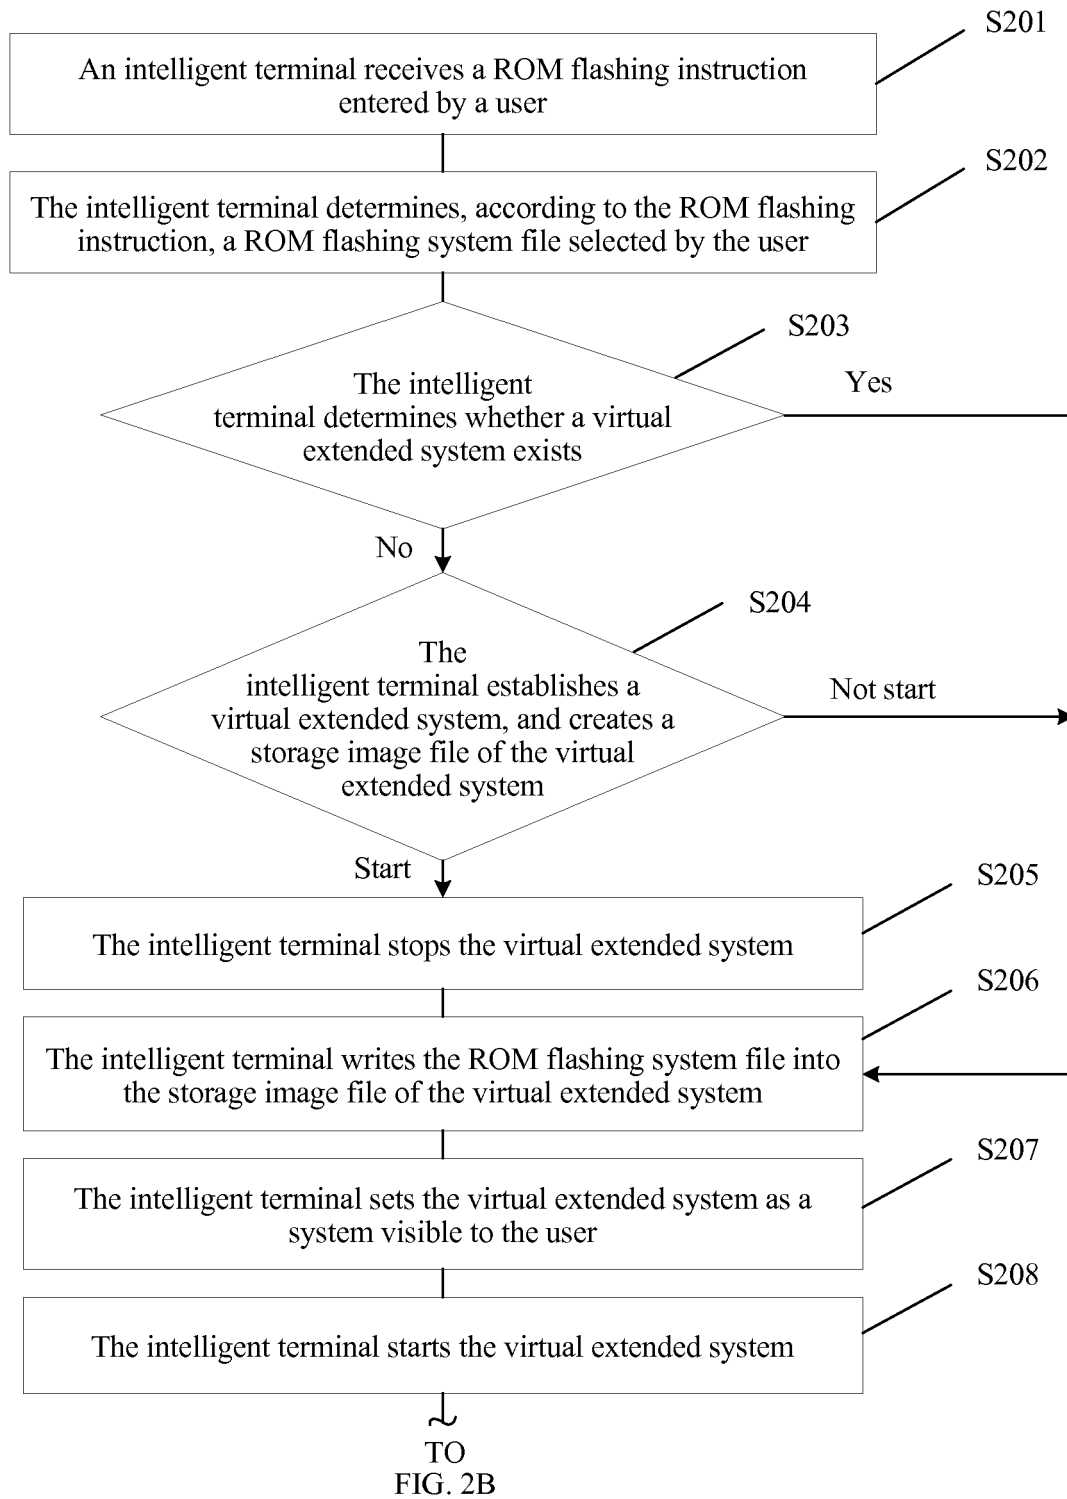 S201
An intelligent terminal receives a ROM flashing instruction
entered by a user
S202
The intelligent terminal determines, according to the ROM flashing
instruction, a ROM flashing system file selected by the user
S203
The intelligent
terminal determines whether a virtual
extended system exists
Yes
No
S204
The
intelligent terminal establishes a
virtual extended system, and creates a
storage image file of the virtual
extended system
Not start
Start
S205
The intelligent terminal stops the virtual extended system
S206
The intelligent terminal writes the ROM flashing system file into
the storage image file of the virtual extended system
S207
The intelligent terminal sets the virtual extended system as a
system visible to the user
S208
The intelligent terminal starts the virtual extended system
TO
FIG. 2B